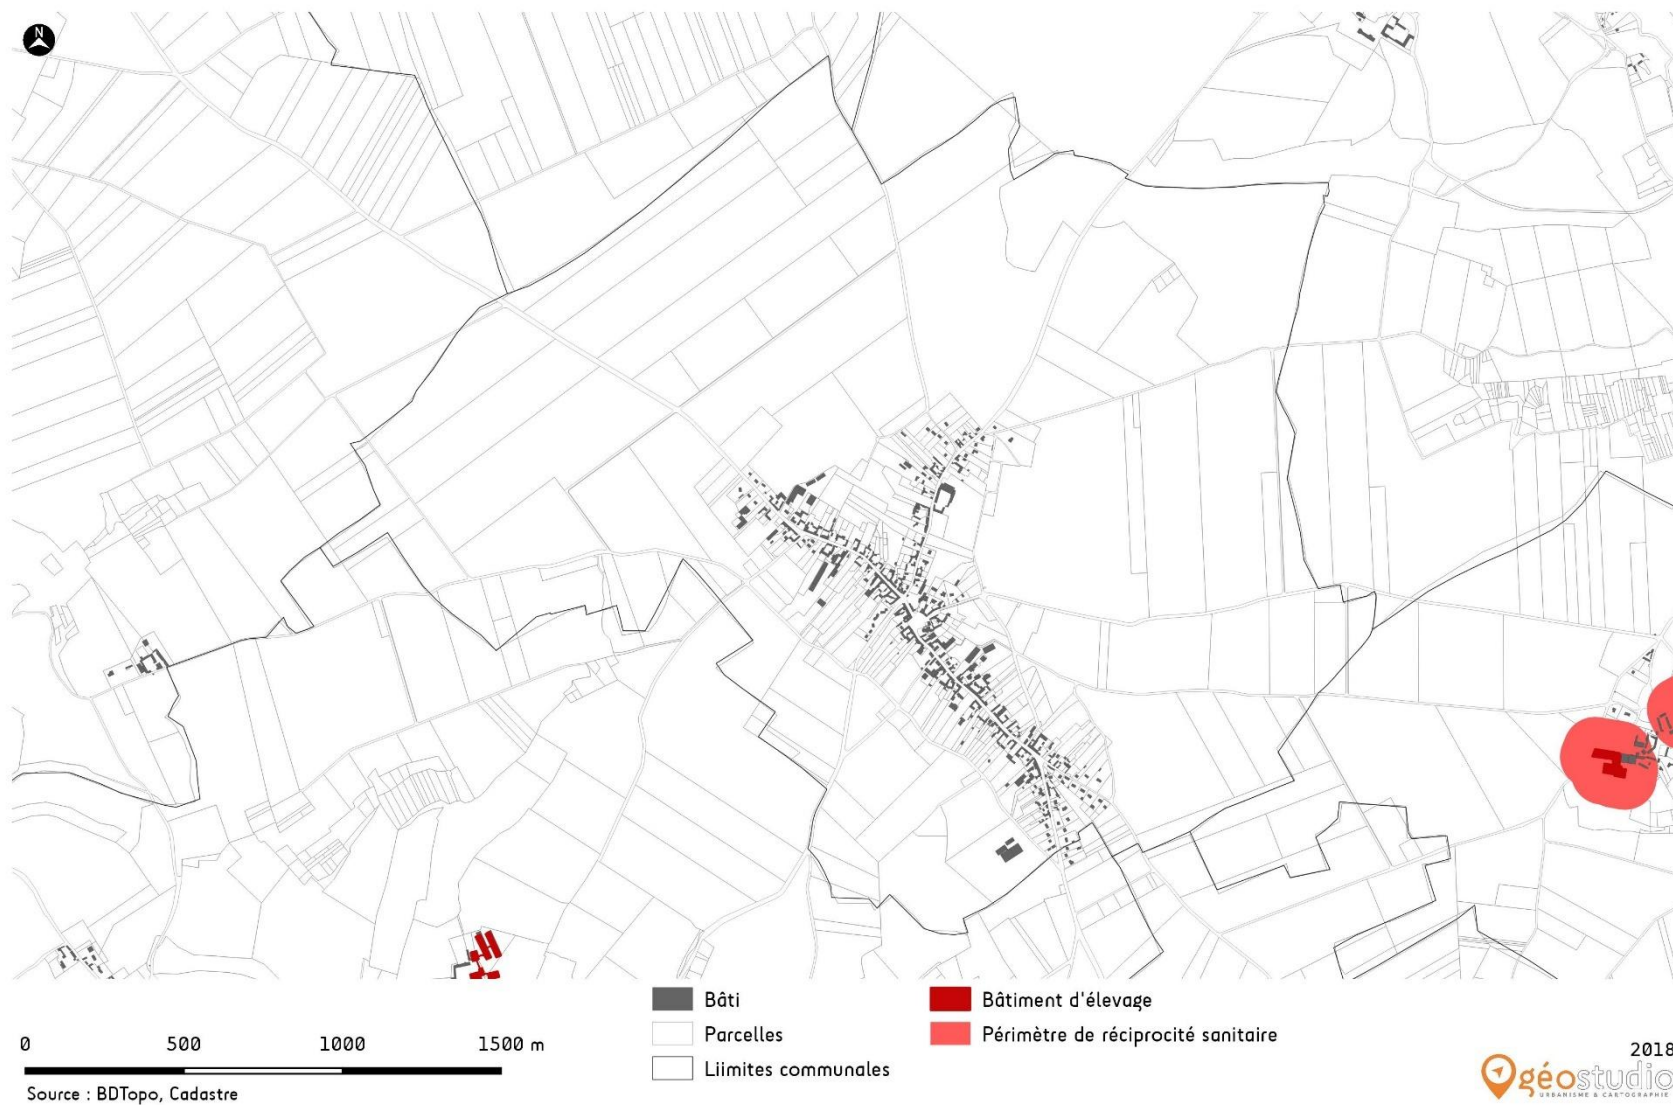 N
Bâti
Parcelles
Liimites communales
Bâtiment d'élevage
Périmètre de réciprocité sanitaire
0 500 1000 1500 m
Source : BDTopo, Cadastre
2018
géostudio
URBANISME & CARTOGRAPHIE